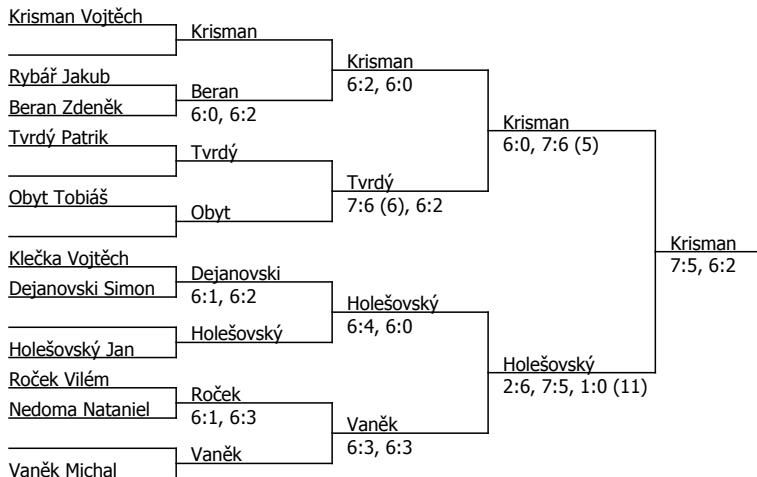 Krisman Vojtěch
Krisman
Krisman
6:2, 6:0
Rybář Jakub
Beran
Beran Zdeněk
6:0, 6:2
Krisman
6:0, 7:6 (5)
Tvrdý Patrik
Tvrdý
Tvrdý
7:6 (6), 6:2
Obyt Tobiáš
Obyt
Krisman
7:5, 6:2
Klečka Vojtěch
Dejanovski
Dejanovski Simon
6:1, 6:2
Holešovský
6:4, 6:0
Holešovský
Holešovský Jan
Holešovský
2:6, 7:5, 1:0 (11)
Roček Vilém
Roček
Nedoma Nataniel
6:1, 6:3
Vaněk
6:3, 6:3
Vaněk
Vaněk Michal